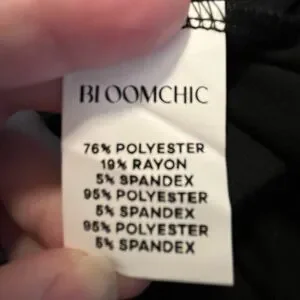 BLOOMCHIC
76% POLYESTER
19% RAYON
5% SPANDEX
95% POLYESTER
5% SPANDEX
95% POLYESTER
5% SPANDEX